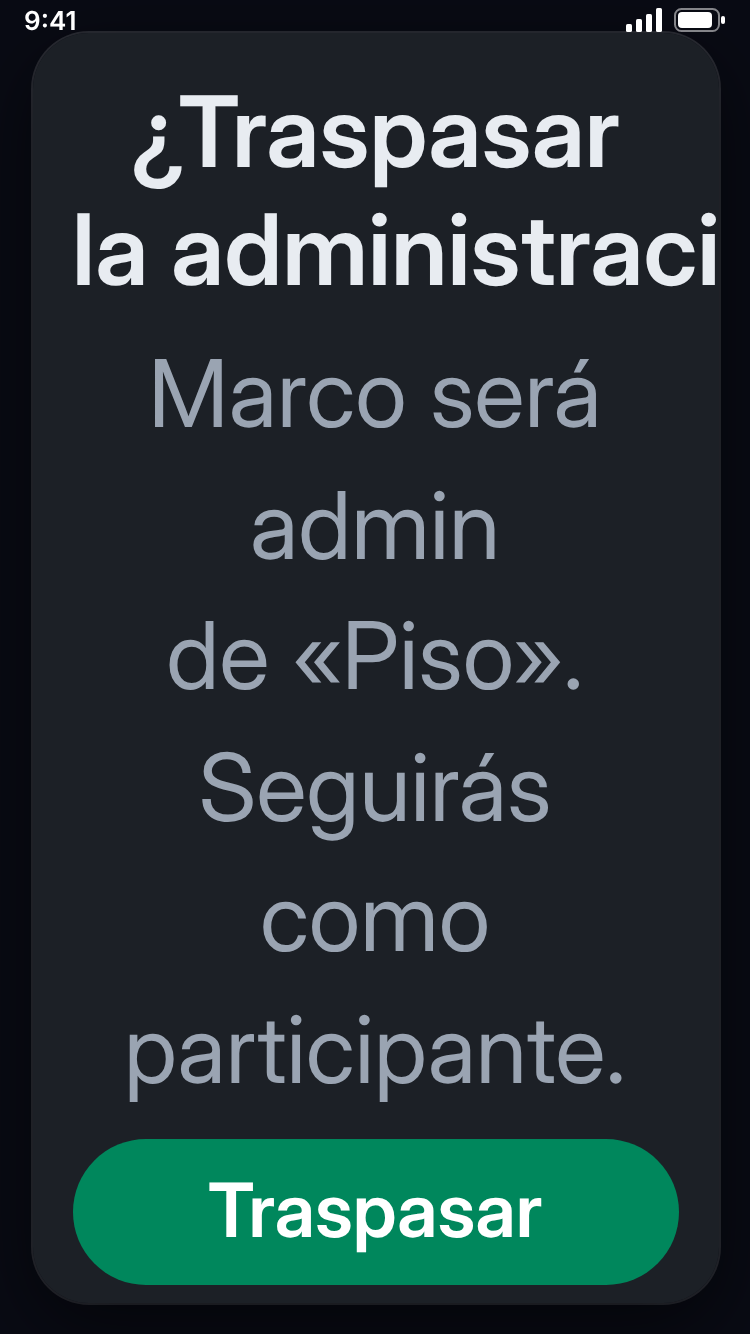 9:41
¿Traspasar
la administraci
Marco será
admin
de «Piso».
Seguirás
como
participante.
Traspasar